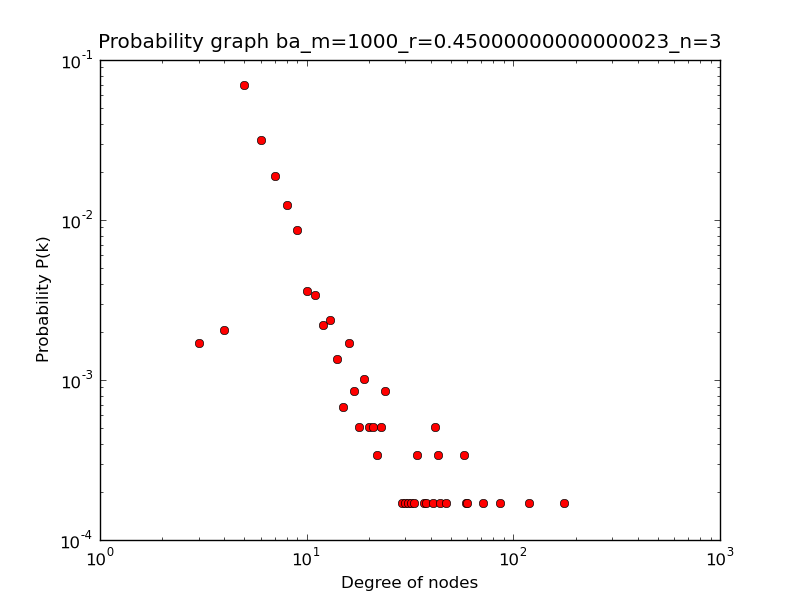 Probability graph ba_m=1000_r=0.45000000000000023_n=3
10^-1
10^-2
10^-3
10^-4
Probability P(k)
10^0 10^1 10^2 10^3
Degree of nodes